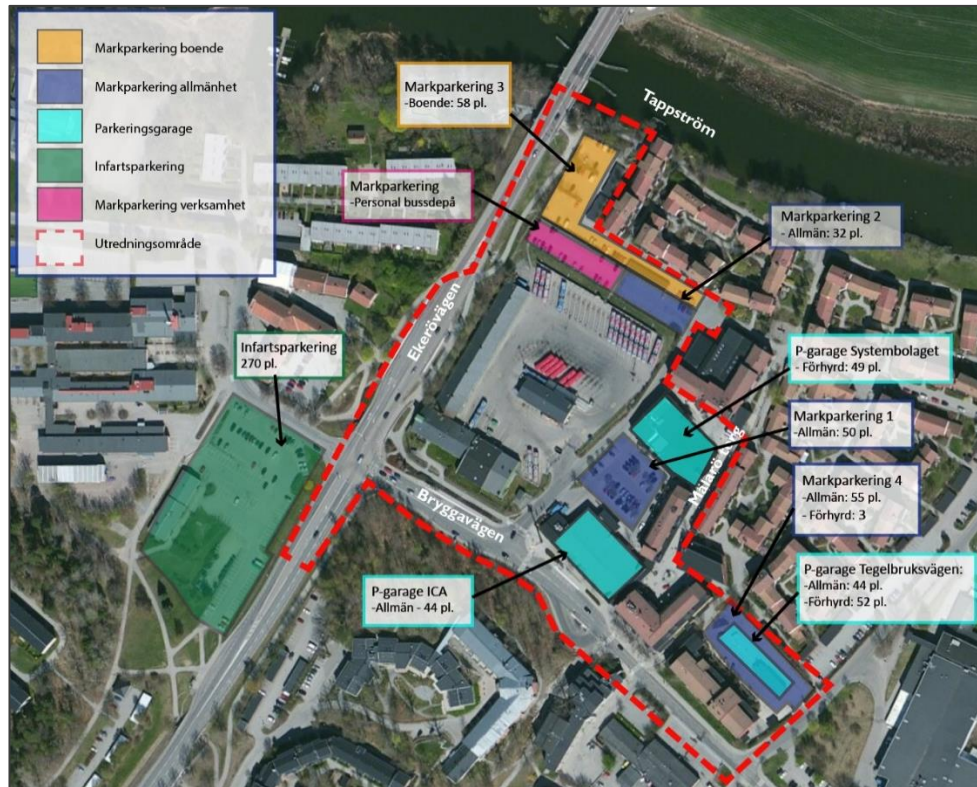 Markparkering boende
Markparkering allmänhet
Parkeringsgarage
Infartsparkering
Markparkering verksamhet
Utredningsområde
Markparkering 3
-Boende: 58 pl.
Tappström
Markparkering
-Personal bussdepå
Markparkering 2
- Allmän: 32 pl.
Ekerövägen
Infartsparkering
270 pl.
P-garage Systembolaget
- Förhyrd: 49 pl.
Markparkering 1
-Allmän: 50 pl.
Mälarö torg
Markparkering 4
-Allmän: 55 pl.
- Förhyrd: 3
Bryggavägen
P-garage ICA
-Allmän - 44 pl.
P-garage Tegelbruksvägen:
-Allmän: 44 pl.
-Förhyrd: 52 pl.